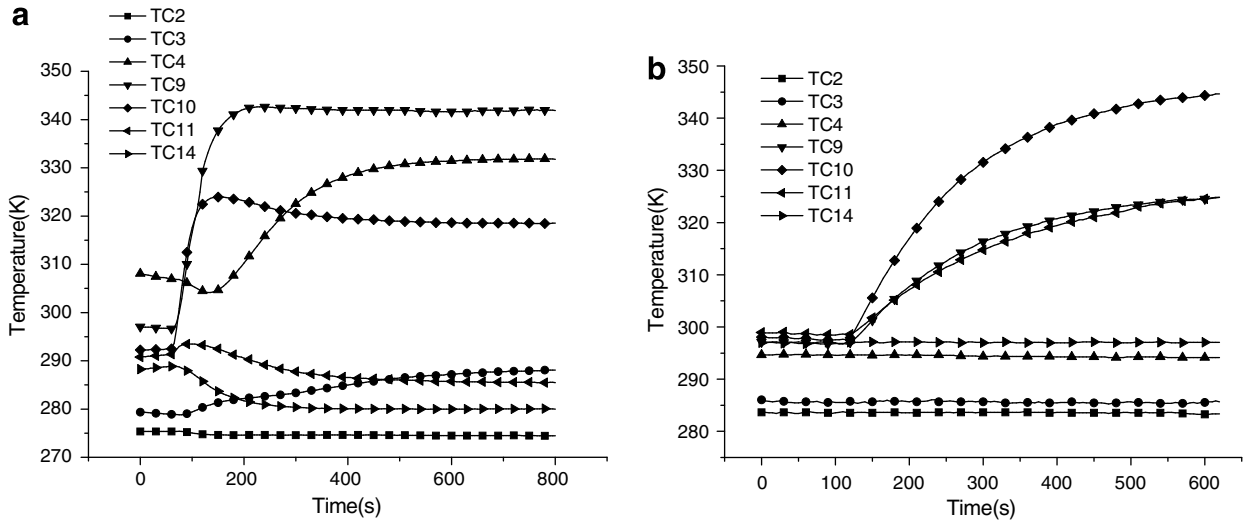 a
TC2
TC3
TC4
TC9
TC10
TC11
TC14
350
340
330
320
310
300
290
280
270
Temperature(K)
0
200
400
600
800
Time(s)
b
TC2
TC3
TC4
TC9
TC10
TC11
TC14
350
340
330
320
310
300
290
280
Temperature(K)
0
100
200
300
400
500
600
Time(s)